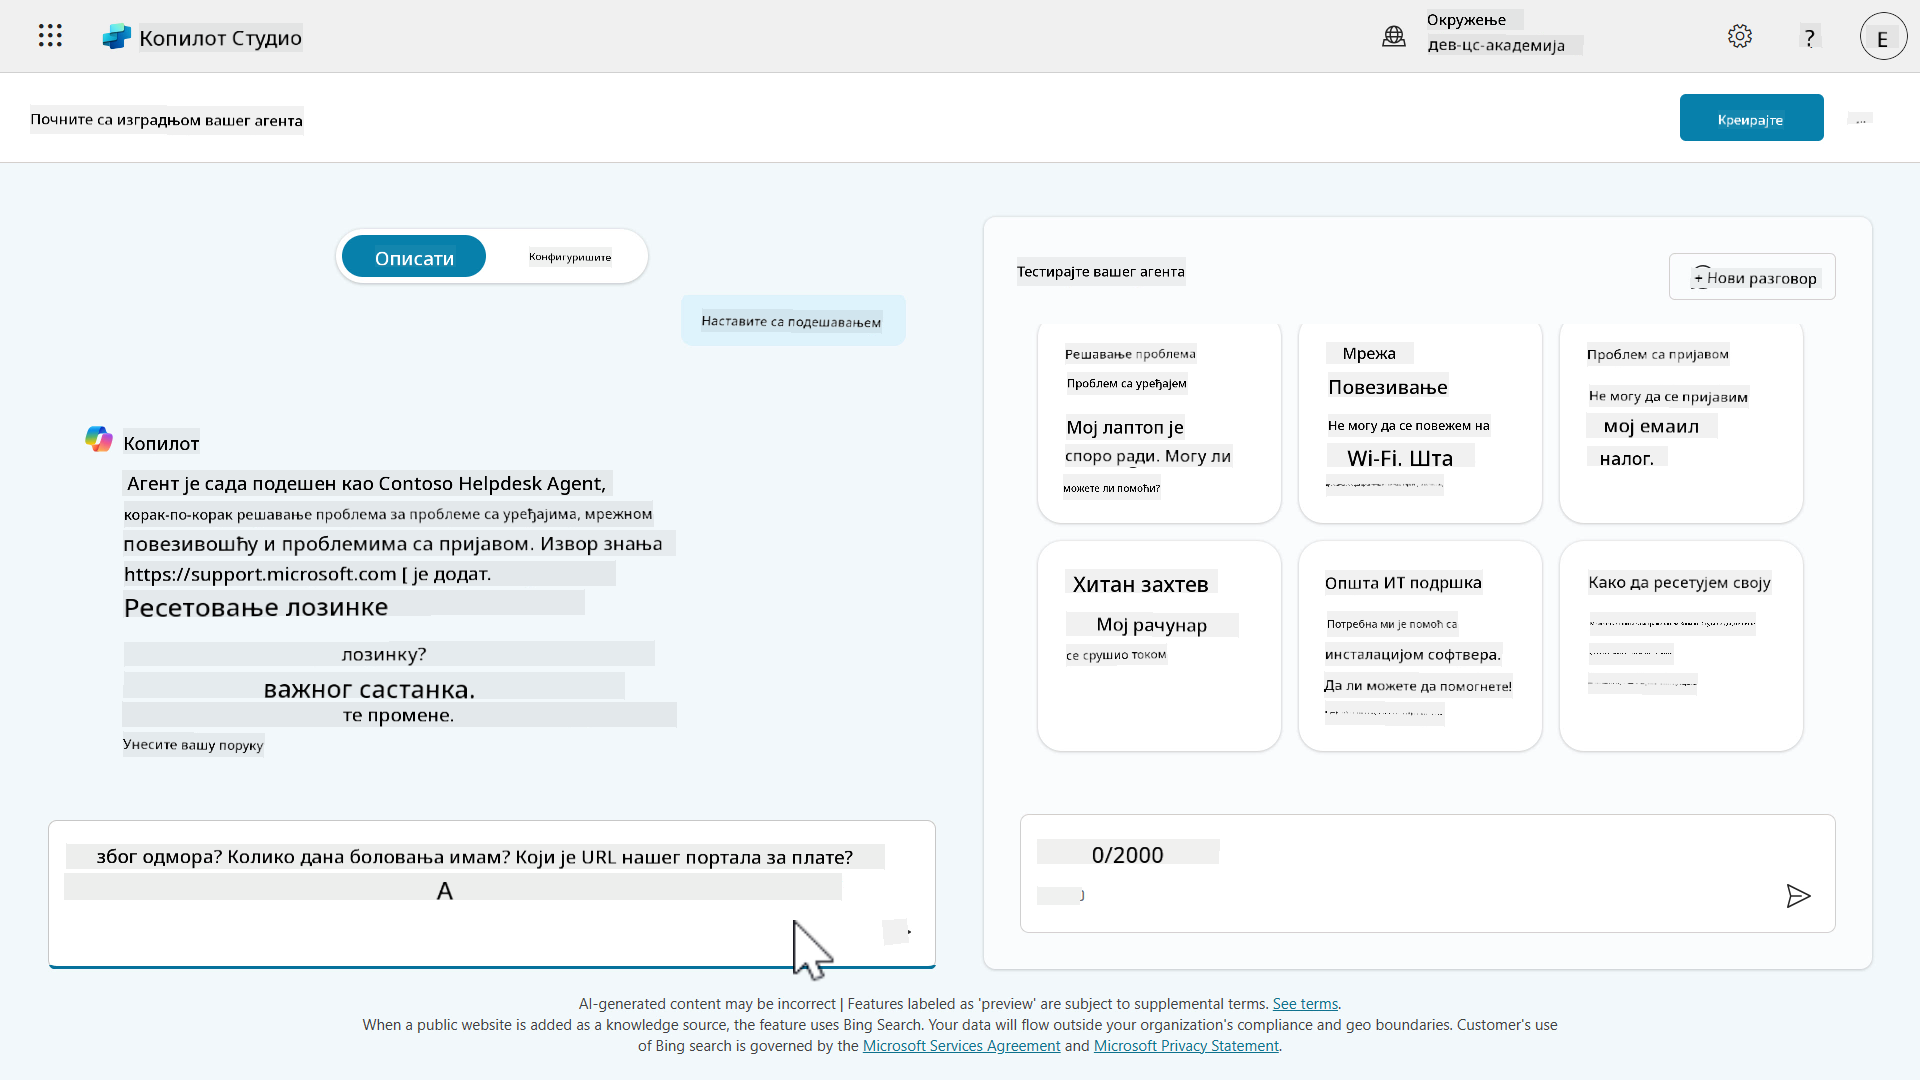 Копилот Студио
Окружење
дев-цс-академија
?
Е
Почните са изградњом вашег агента
Креирајте
...
Описати
Конфигуришите
Наставите са подешавањем
Копилот
Агент је сада подешен као Contoso Helpdesk Agent,
корак-по-корак решавање проблема за проблеме са уређајима, мрежном
повезивошћу и проблемима са пријавом. Извор знања
https://support.microsoft.com [ је додат.
Ресетовање лозинке
лозинку?
важног састанка.
те промене.
Унесите вашу поруку
због одмора? Колико дана боловања имам? Који је URL нашег портала за плате?
А
Тестирајте вашег агента
+ Нови разговор
Решавање проблема
Проблем са уређајем
Мој лаптоп је
споро ради. Могу ли
можете ли помоћи?
Мрежа
Повезивање
Не могу да се повежем на
Wi-Fi. Шта
Проблем са пријавом
Не могу да се пријавим
мој емаил
налог.
Хитан захтев
Мој рачунар
се срушио током
Општа ИТ подршка
Потребна ми је помоћ са
инсталацијом софтвера.
Да ли можете да помогнете!
Како да ресетујем своју
0/2000
AI-generated content may be incorrect | Features labeled as 'preview' are subject to supplemental terms. See terms.
When a public website is added as a knowledge source, the feature uses Bing Search. Your data will flow outside your organization's compliance and geo boundaries. Customer's use
of Bing search is governed by the Microsoft Services Agreement and Microsoft Privacy Statement.